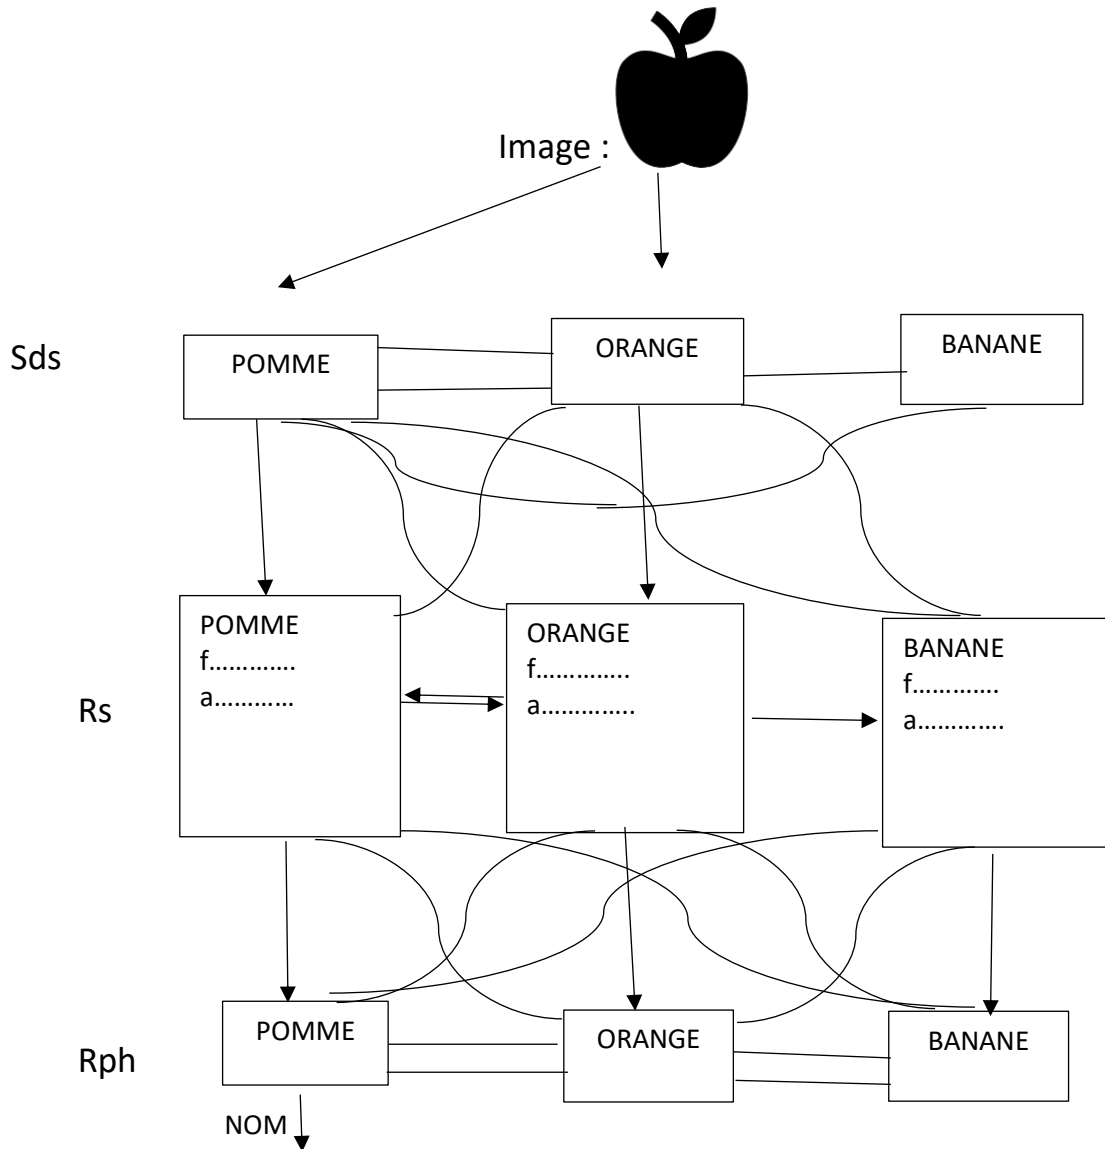 Image :
Sds
POMME
ORANGE
BANANE
Rs
POMME
f………….
a…………
ORANGE
f…………..
a…………..
BANANE
f………….
a………….
Rph
POMME
ORANGE
BANANE
NOM